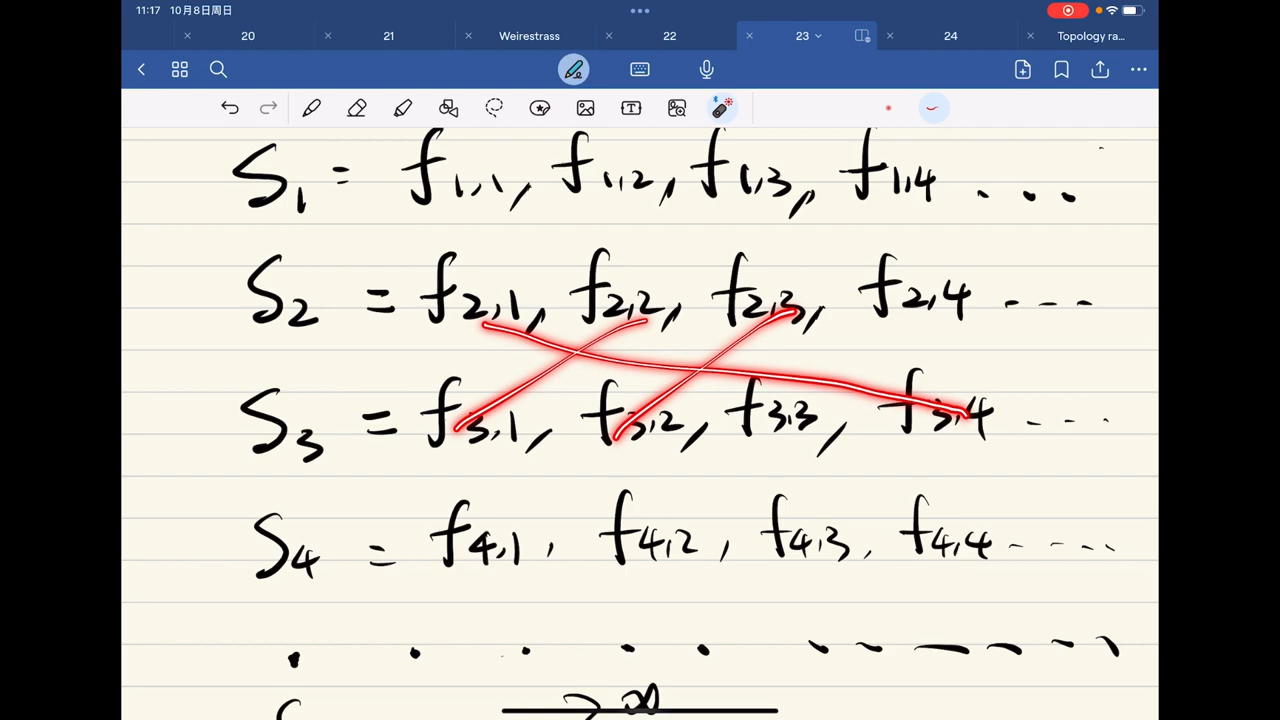 11:17 10月8日周日
20 21 Weirestrass 22 23 24 Topology ra...
S1 = f1,1, f1,2, f1,3, f1,4 ...
S2 = f2,1, f2,2, f2,3, f2,4 ...
S3 = f3,1, f3,2, f3,3, f3,4 ...
S4 = f4,1, f4,2, f4,3, f4,4 ....
∞